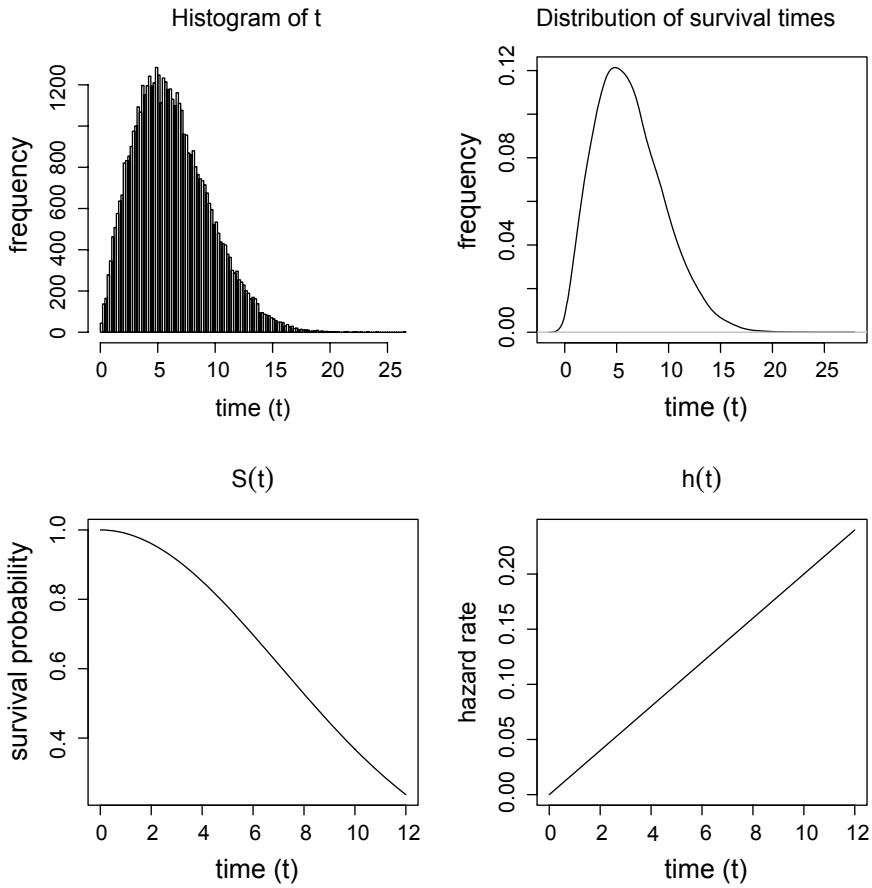 Histogram of t
frequency
0 200 400 600 800 1200
0 5 10 15 20 25
time (t)
Distribution of survival times
frequency
0.00 0.04 0.08 0.12
0 5 10 15 20 25
time (t)
S(t)
survival probability
0.4 0.6 0.8 1.0
0 2 4 6 8 10 12
time (t)
h(t)
hazard rate
0.00 0.05 0.10 0.15 0.20
0 2 4 6 8 10 12
time (t)